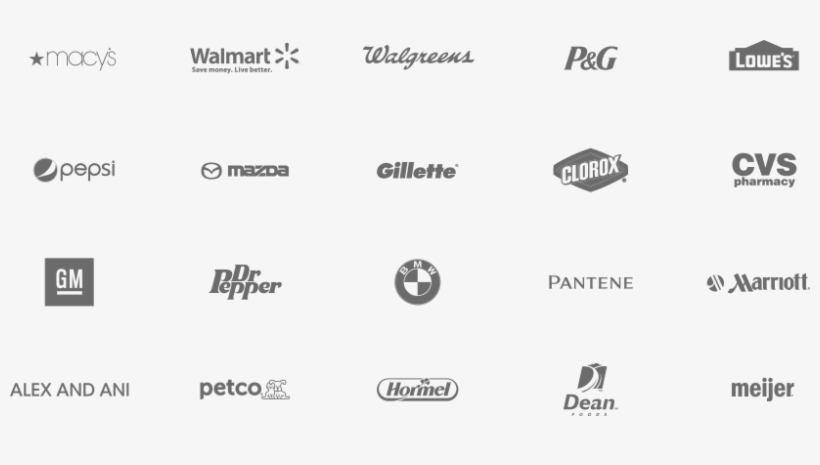 macy's
Walmart
Save money. Live better.
Walgreens
P&G
LOWE'S
pepsi
mazda
Gillette
CLOROX
CVS
pharmacy
GM
Dr
Pepper
BMW
PANTENE
Marriott
ALEX AND ANI
petco
Hormel
Dean
FOODS
meijer